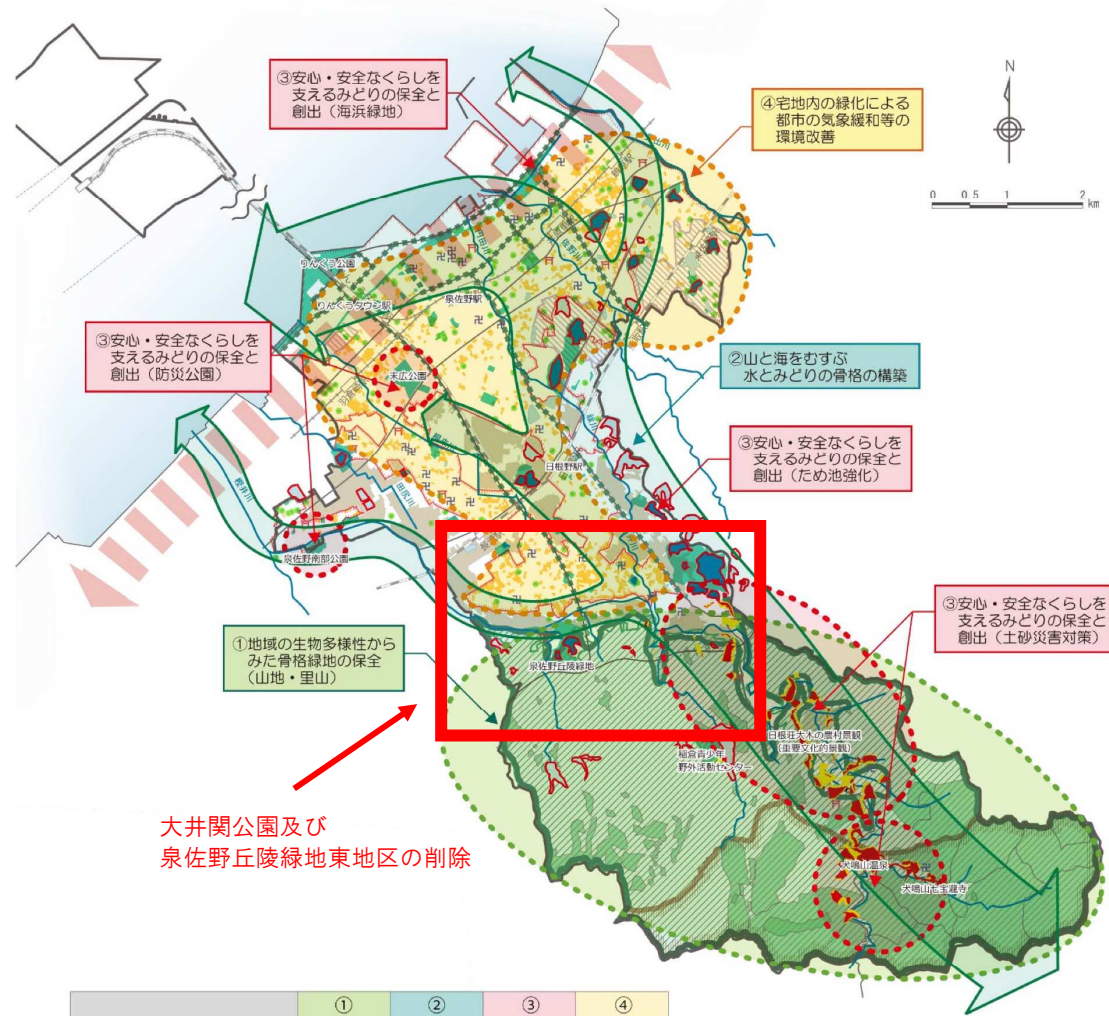 ③安心・安全なくらしを
支えるみどりの保全と
創出（海浜緑地）
④宅地内の緑化による
都市の気象緩和等の
環境改善
N
0 0.5 1 2 km
りんくう公園
りんくうタウン駅
泉佐野駅
佐野川
③安心・安全なくらしを
支えるみどりの保全と
創出（防災公園）
末広公園
②山と海をむすぶ
水とみどりの骨格の構築
③安心・安全なくらしを
支えるみどりの保全と
創出（ため池強化）
日根野駅
樫井川
田尻川
泉佐野南部公園
①地域の生物多様性から
みた骨格緑地の保全
（山地・里山）
泉佐野丘陵緑地
③安心・安全なくらしを
支えるみどりの保全と
創出（土砂災害対策）
日根荘大木の農村景観
（重要文化的景観）
稲倉青少年
野外活動センター
大井関公園及び
泉佐野丘陵緑地東地区の削除
犬鳴山温泉
犬鳴山七宝瀧寺
① ② ③ ④